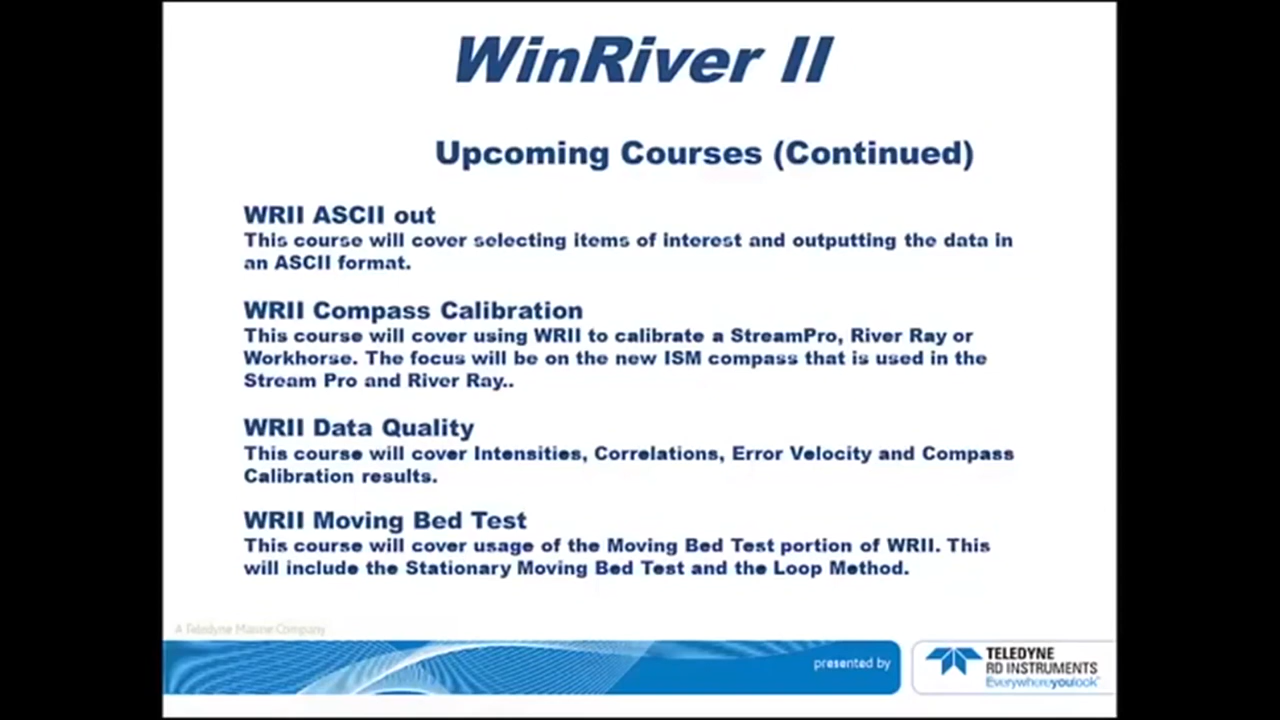 WinRiver II
Upcoming Courses (Continued)
WRII ASCII out
This course will cover selecting items of interest and outputting the data in
an ASCII format.
WRII Compass Calibration
This course will cover using WRII to calibrate a StreamPro, River Ray or
Workhorse. The focus will be on the new ISM compass that is used in the
Stream Pro and River Ray..
WRII Data Quality
This course will cover Intensities, Correlations, Error Velocity and Compass
Calibration results.
WRII Moving Bed Test
This course will cover usage of the Moving Bed Test portion of WRII. This
will include the Stationary Moving Bed Test and the Loop Method.
A Teledyne Marine Company
presented by
TELEDYNE
RD INSTRUMENTS
Everywhereyoulook™